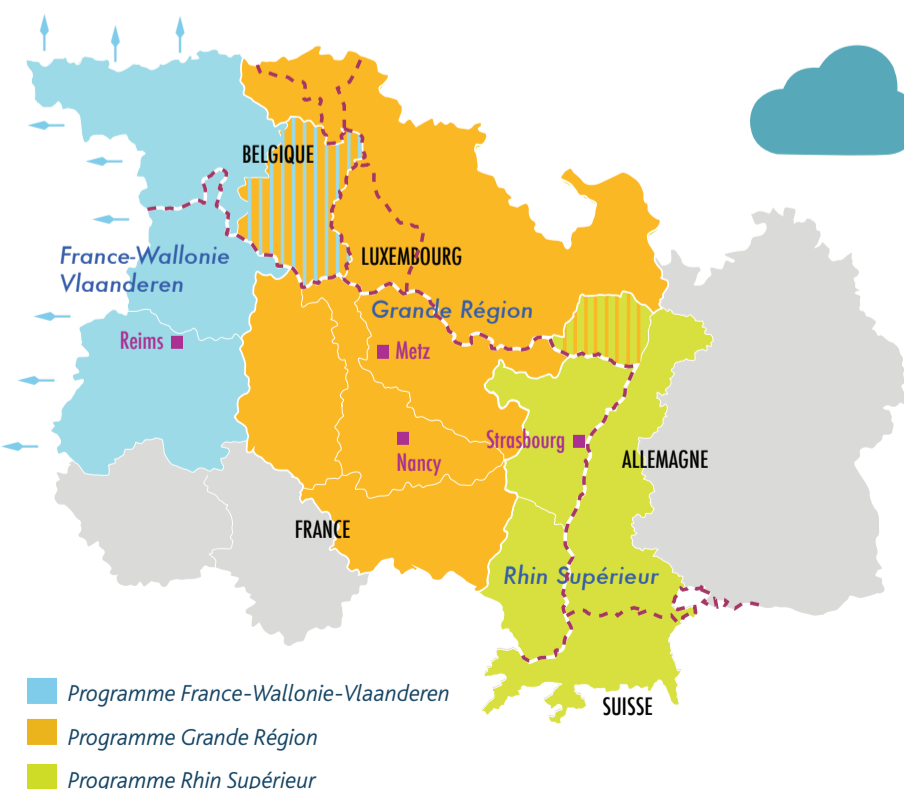 BELGIQUE
France-Wallonie
Vlaanderen
LUXEMBOURG
Grande Région
Reims
Metz
Strasbourg
Nancy
ALLEMAGNE
FRANCE
Rhin Supérieur
SUISSE
Programme France-Wallonie-Vlaanderen
Programme Grande Région
Programme Rhin Supérieur